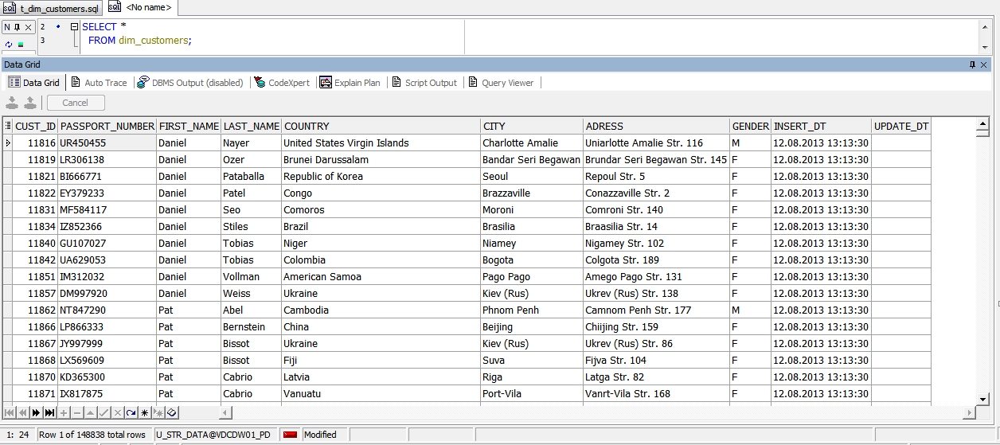 t_dim_customers.sql <No name>
N 2 SELECT *
3 FROM dim_customers;
Data Grid
Data Grid Auto Trace DBMS Output (disabled) CodeXpert Explain Plan Script Output Query Viewer
Cancel
CUST_ID PASSPORT_NUMBER FIRST_NAME LAST_NAME COUNTRY CITY ADRESS GENDER INSERT_DT UPDATE_DT
11816 UR450455 Daniel Nayer United States Virgin Islands Charlotte Amalie Uniarlotte Amalie Str. 116 M 12.08.2013 13:13:30
11819 LR306138 Daniel Ozer Brunei Darussalam Bandar Seri Begawan Brundar Seri Begawan Str. 145 F 12.08.2013 13:13:30
11821 BI666771 Daniel Pataballa Republic of Korea Seoul Repoul Str. 5 F 12.08.2013 13:13:30
11822 EY379233 Daniel Patel Congo Brazzaville Conazzaville Str. 2 F 12.08.2013 13:13:30
11831 MF584117 Daniel Seo Comoros Moroni Comroni Str. 140 F 12.08.2013 13:13:30
11834 IZ852366 Daniel Stiles Brazil Brasilia Braasilia Str. 14 F 12.08.2013 13:13:30
11840 GU107027 Daniel Tobias Niger Niamey Nigamey Str. 102 F 12.08.2013 13:13:30
11842 UA629053 Daniel Tobias Colombia Bogota Colgota Str. 189 F 12.08.2013 13:13:30
11851 IM312032 Daniel Vollman American Samoa Pago Pago Amego Pago Str. 131 F 12.08.2013 13:13:30
11857 DM997920 Daniel Weiss Ukraine Kiev (Rus) Ukrev (Rus) Str. 138 F 12.08.2013 13:13:30
11862 NT847290 Pat Abel Cambodia Phnom Penh Camnom Penh Str. 177 M 12.08.2013 13:13:30
11866 LP866333 Pat Bernstein China Beijing Chiijing Str. 159 F 12.08.2013 13:13:30
11867 JY997999 Pat Bissot Ukraine Kiev (Rus) Ukrev (Rus) Str. 86 F 12.08.2013 13:13:30
11868 LX569609 Pat Bissot Fiji Suva Fijva Str. 104 F 12.08.2013 13:13:30
11870 KD365300 Pat Cabrio Latvia Riga Latga Str. 82 F 12.08.2013 13:13:30
11871 IX817875 Pat Cabrio Vanuatu Port-Vila Vanrt-Vila Str. 168 F 12.08.2013 13:13:30
1: 24 Row 1 of 148838 total rows U_STR_DATA@VDCDW01_PD Modified